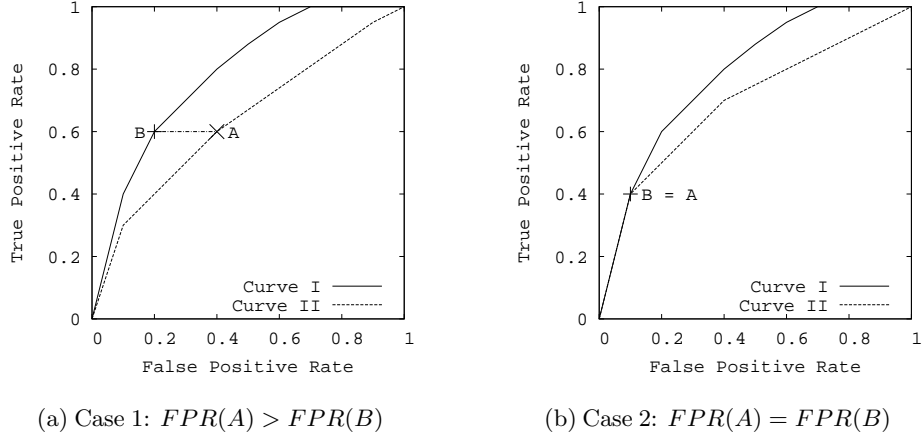 True Positive Rate
1
0.8
0.6
0.4
0.2
0
B
A
Curve I
Curve II
0 0.2 0.4 0.6 0.8 1
False Positive Rate
(a) Case 1: FPR(A) > FPR(B)
True Positive Rate
1
0.8
0.6
0.4
0.2
0
B = A
Curve I
Curve II
0 0.2 0.4 0.6 0.8 1
False Positive Rate
(b) Case 2: FPR(A) = FPR(B)